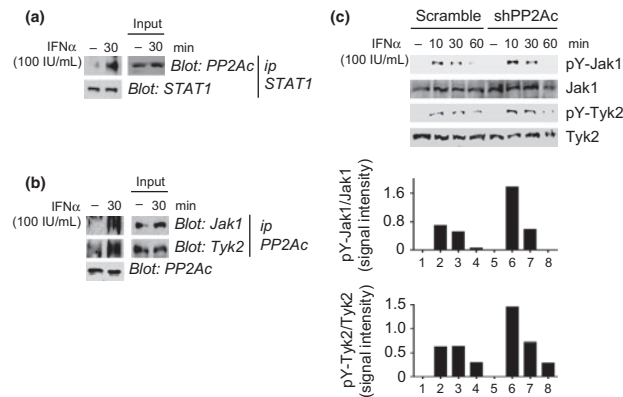 (a)
Input
IFNα
(100 IU/mL)
– 30 – 30 min
Blot: PP2Ac
Blot: STAT1
ip
STAT1
(b)
Input
IFNα
(100 IU/mL)
– 30 – 30 min
Blot: Jak1
Blot: Tyk2
ip
PP2Ac
Blot: PP2Ac
(c)
Scramble shPP2Ac
IFNα
(100 IU/mL)
– 10 30 60 – 10 30 60 min
pY-Jak1
Jak1
pY-Tyk2
Tyk2
pY-Jak1/Jak1
(signal intensity)
1.6
0.8
0
1 2 3 4 5 6 7 8
pY-Tyk2/Tyk2
(signal intensity)
1.5
1.0
0.5
0
1 2 3 4 5 6 7 8